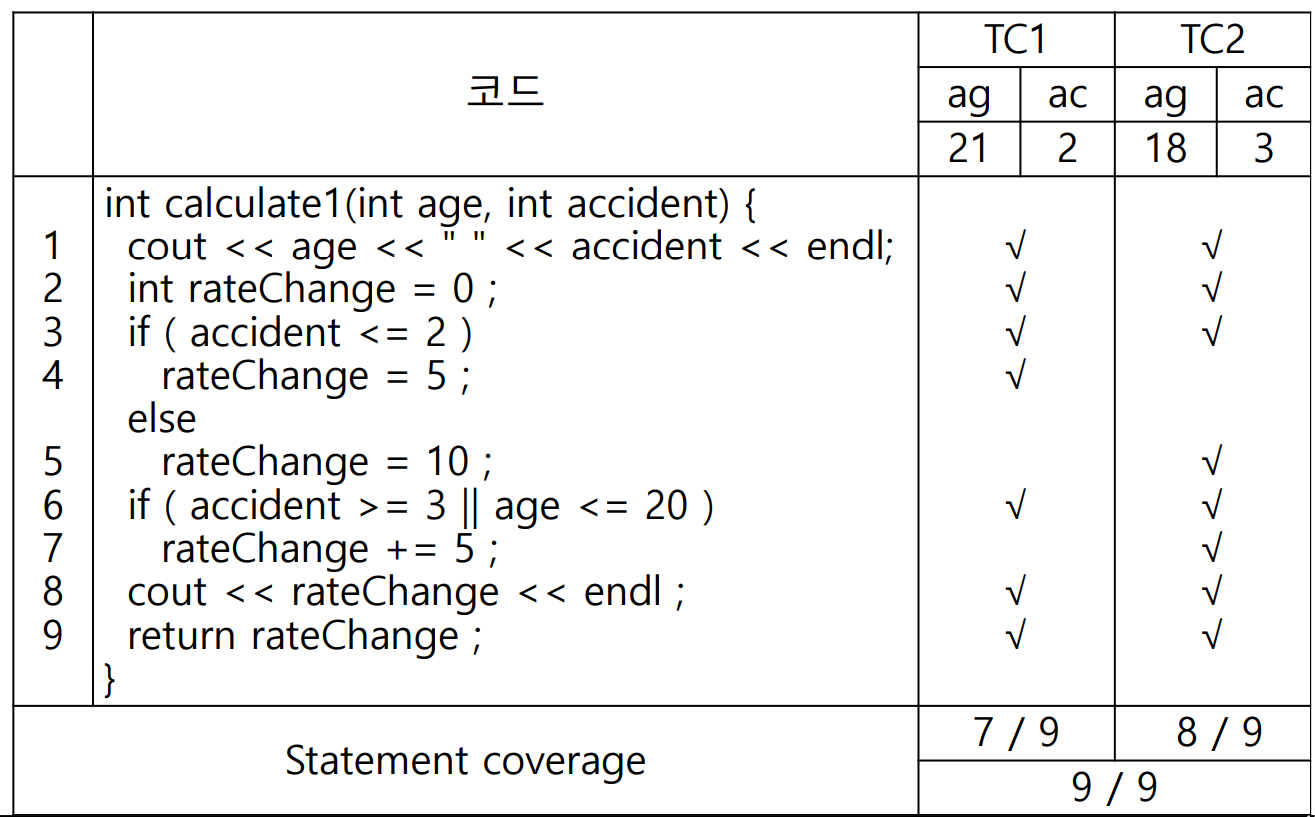 코드
TC1 TC2
ag ac ag ac
21 2 18 3
int calculate1(int age, int accident) {
1 cout << age << " " << accident << endl; √ √
2 int rateChange = 0 ; √ √
3 if ( accident <= 2 ) √ √
4 rateChange = 5 ; √
else
5 rateChange = 10 ; √
6 if ( accident >= 3 || age <= 20 ) √ √
7 rateChange += 5 ; √
8 cout << rateChange << endl ; √ √
9 return rateChange ; √ √
}
Statement coverage
7 / 9 8 / 9
9 / 9